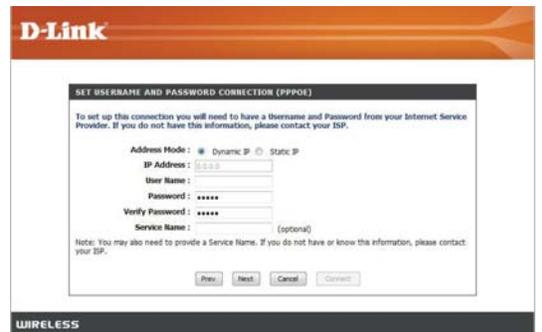 D-Link
SET USERNAME AND PASSWORD CONNECTION (PPPOE)
To set up this connection you will need to have a Username and Password from your Internet Service
Provider. If you do not have this information, please contact your ISP.
Address Mode : Dynamic IP Static IP
IP Address : 0.0.0.0
User Name :
Password : •••••
Verify Password : •••••
Service Name : (optional)
Note: You may also need to provide a Service Name. If you do not have or know this information, please contact
your ISP.
Prev Next Cancel Connect
WIRELESS